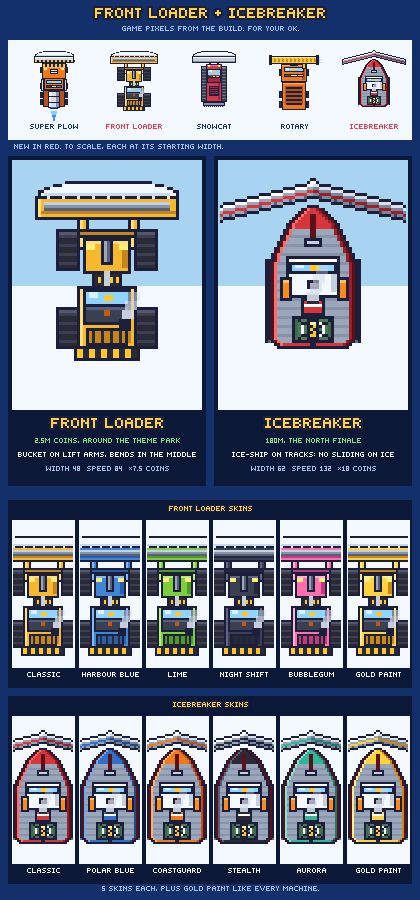 FRONT LOADER + ICEBREAKER
GAME PIXELS FROM THE BUILD. FOR YOUR OK.
SUPER PLOW FRONT LOADER SNOWCAT ROTARY ICEBREAKER
NEW IN RED. TO SCALE, EACH AT ITS STARTING WIDTH.
FRONT LOADER
2.5M COINS, AROUND THE THEME PARK
BUCKET ON LIFT ARMS, BENDS IN THE MIDDLE
WIDTH 48 SPEED 84 ×7.5 COINS
ICEBREAKER
180M, THE NORTH FINALE
ICE-SHIP ON TRACKS: NO SLIDING ON ICE
WIDTH 62 SPEED 132 ×18 COINS
FRONT LOADER SKINS
CLASSIC HARBOUR BLUE LIME NIGHT SHIFT BUBBLEGUM GOLD PAINT
ICEBREAKER SKINS
CLASSIC POLAR BLUE COASTGUARD STEALTH AURORA GOLD PAINT
5 SKINS EACH, PLUS GOLD PAINT LIKE EVERY MACHINE.